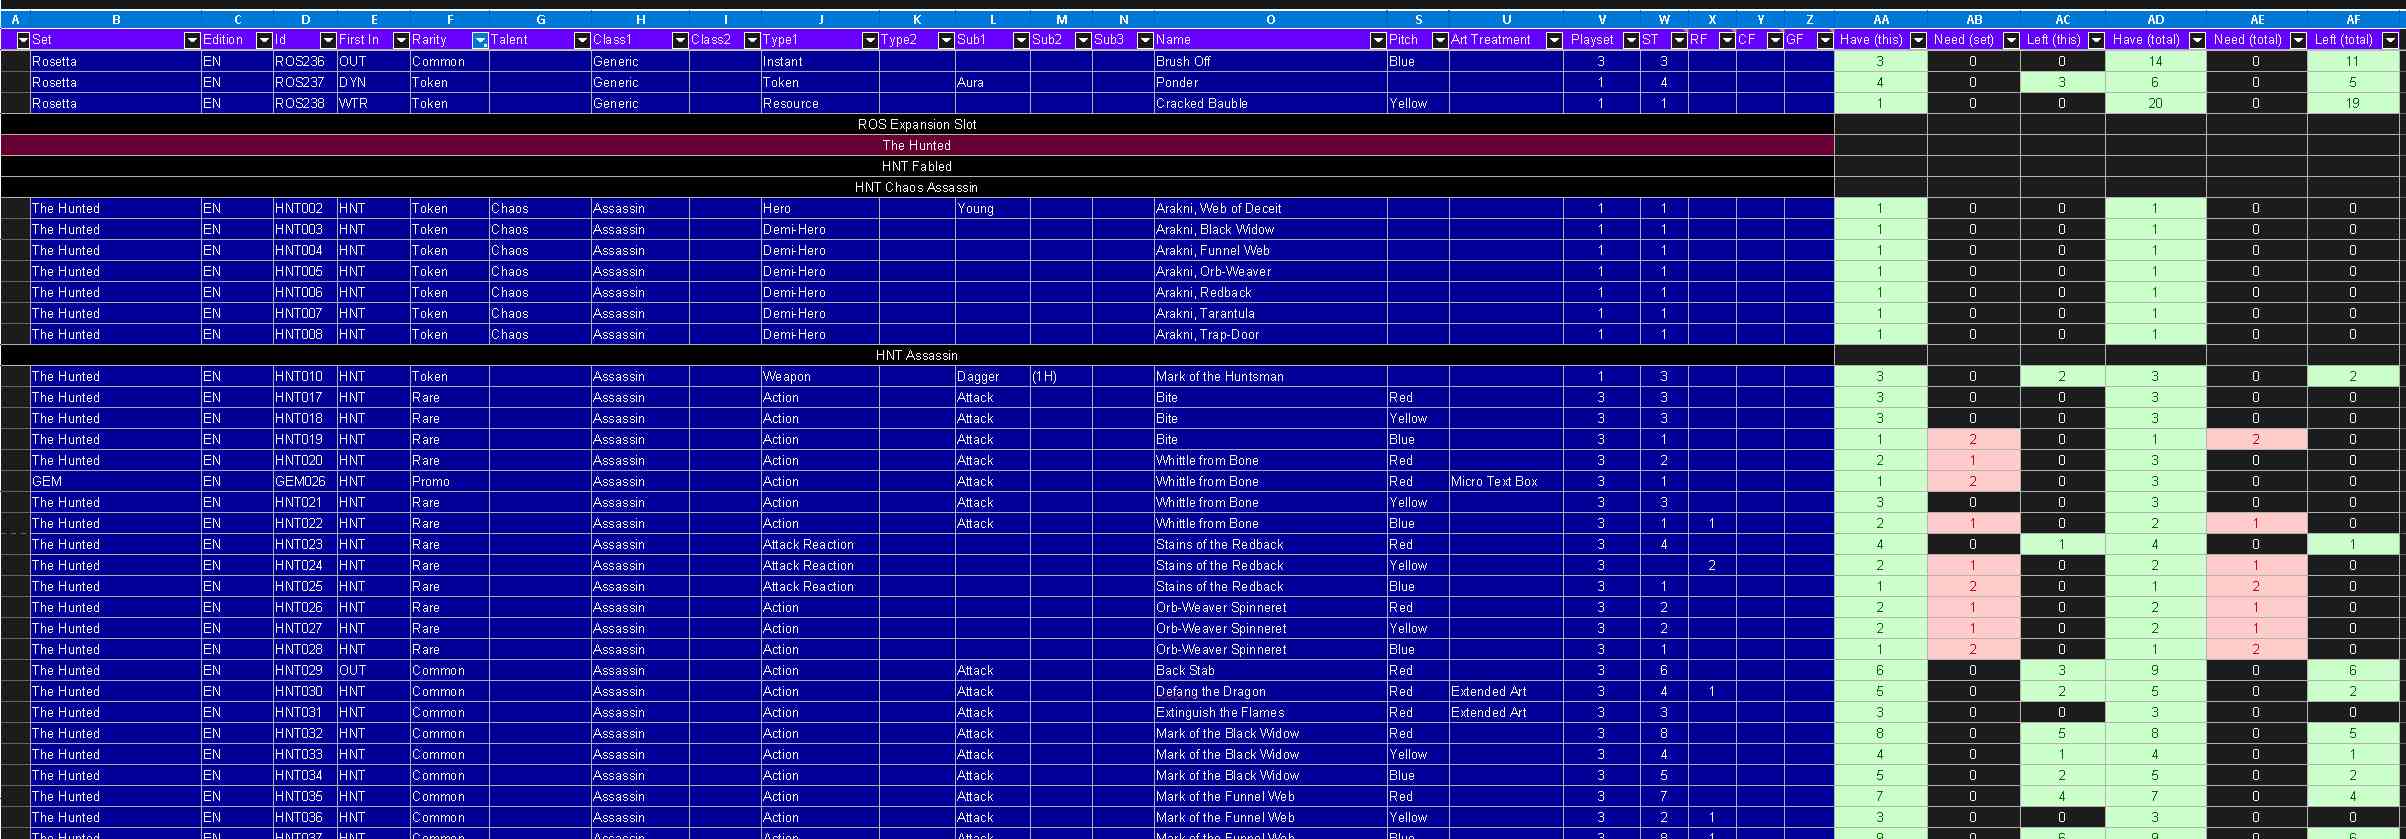 A B C D E F G H I J K L M N O S U V W X Y Z AA AB AC AD AE AF
Set Edition Id First In Rarity Talent Class1 Class2 Type1 Type2 Sub1 Sub2 Sub3 Name Pitch Art Treatment Playset ST RF CF GF Have (this) Need (set) Left (this) Have (total) Need (total) Left (total)
Rosetta EN ROS236 OUT Common Generic Instant Brush Off Blue 3 3 3 0 0 14 0 11
Rosetta EN ROS237 DYN Token Generic Token Aura Ponder 1 4 4 0 3 6 0 5
Rosetta EN ROS238 WTR Token Generic Resource Cracked Bauble Yellow 1 1 1 0 0 20 0 19
ROS Expansion Slot
The Hunted
HNT Fabled
HNT Chaos Assassin
The Hunted EN HNT002 HNT Token Chaos Assassin Hero Young Arakni, Web of Deceit 1 1 1 0 0 1 0 0
The Hunted EN HNT003 HNT Token Chaos Assassin Demi-Hero Arakni, Black Widow 1 1 1 0 0 1 0 0
The Hunted EN HNT004 HNT Token Chaos Assassin Demi-Hero Arakni, Funnel Web 1 1 1 0 0 1 0 0
The Hunted EN HNT005 HNT Token Chaos Assassin Demi-Hero Arakni, Orb-Weaver 1 1 1 0 0 1 0 0
The Hunted EN HNT006 HNT Token Chaos Assassin Demi-Hero Arakni, Redback 1 1 1 0 0 1 0 0
The Hunted EN HNT007 HNT Token Chaos Assassin Demi-Hero Arakni, Tarantula 1 1 1 0 0 1 0 0
The Hunted EN HNT008 HNT Token Chaos Assassin Demi-Hero Arakni, Trap-Door 1 1 1 0 0 1 0 0
HNT Assassin
The Hunted EN HNT010 HNT Token Assassin Weapon Dagger (1H) Mark of the Huntsman 1 3 3 0 2 3 0 2
The Hunted EN HNT017 HNT Rare Assassin Action Attack Bite Red 3 3 3 0 0 3 0 0
The Hunted EN HNT018 HNT Rare Assassin Action Attack Bite Yellow 3 3 3 0 0 3 0 0
The Hunted EN HNT019 HNT Rare Assassin Action Attack Bite Blue 3 1 1 2 0 1 2 0
The Hunted EN HNT020 HNT Rare Assassin Action Attack Whittle from Bone Red 3 2 2 1 0 3 0 0
GEM EN GEM026 HNT Promo Assassin Action Attack Whittle from Bone Red Micro Text Box 3 1 1 2 0 3 0 0
The Hunted EN HNT021 HNT Rare Assassin Action Attack Whittle from Bone Yellow 3 3 3 0 0 3 0 0
The Hunted EN HNT022 HNT Rare Assassin Action Attack Whittle from Bone Blue 3 1 1 2 1 0 2 1 0
The Hunted EN HNT023 HNT Rare Assassin Attack Reaction Stains of the Redback Red 3 4 4 0 1 4 0 1
The Hunted EN HNT024 HNT Rare Assassin Attack Reaction Stains of the Redback Yellow 3 2 2 1 0 2 1 0
The Hunted EN HNT025 HNT Rare Assassin Attack Reaction Stains of the Redback Blue 3 1 1 2 0 1 2 0
The Hunted EN HNT026 HNT Rare Assassin Action Orb-Weaver Spinneret Red 3 2 2 1 0 2 1 0
The Hunted EN HNT027 HNT Rare Assassin Action Orb-Weaver Spinneret Yellow 3 2 2 1 0 2 1 0
The Hunted EN HNT028 HNT Rare Assassin Action Orb-Weaver Spinneret Blue 3 1 1 2 0 1 2 0
The Hunted EN HNT029 OUT Common Assassin Action Attack Back Stab Red 3 6 6 0 3 9 0 6
The Hunted EN HNT030 HNT Common Assassin Action Attack Defang the Dragon Red Extended Art 3 4 1 5 0 2 5 0 2
The Hunted EN HNT031 HNT Common Assassin Action Attack Extinguish the Flames Red Extended Art 3 3 3 0 0 3 0 0
The Hunted EN HNT032 HNT Common Assassin Action Attack Mark of the Black Widow Red 3 8 8 0 5 8 0 5
The Hunted EN HNT033 HNT Common Assassin Action Attack Mark of the Black Widow Yellow 3 4 4 0 1 4 0 1
The Hunted EN HNT034 HNT Common Assassin Action Attack Mark of the Black Widow Blue 3 5 5 0 2 5 0 2
The Hunted EN HNT035 HNT Common Assassin Action Attack Mark of the Funnel Web Red 3 7 7 0 4 7 0 4
The Hunted EN HNT036 HNT Common Assassin Action Attack Mark of the Funnel Web Yellow 3 2 1 3 0 0 3 0 0
The Hunted EN HNT037 HNT Common Assassin Action Attack Mark of the Funnel Web Blue 3 8 1 9 0 6 9 0 6